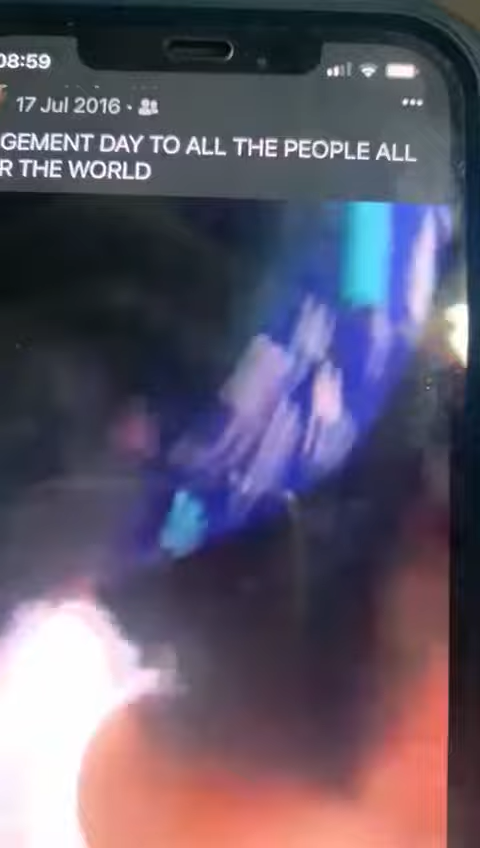 08:59
17 Jul 2016 ·
GEMENT DAY TO ALL THE PEOPLE ALL
R THE WORLD